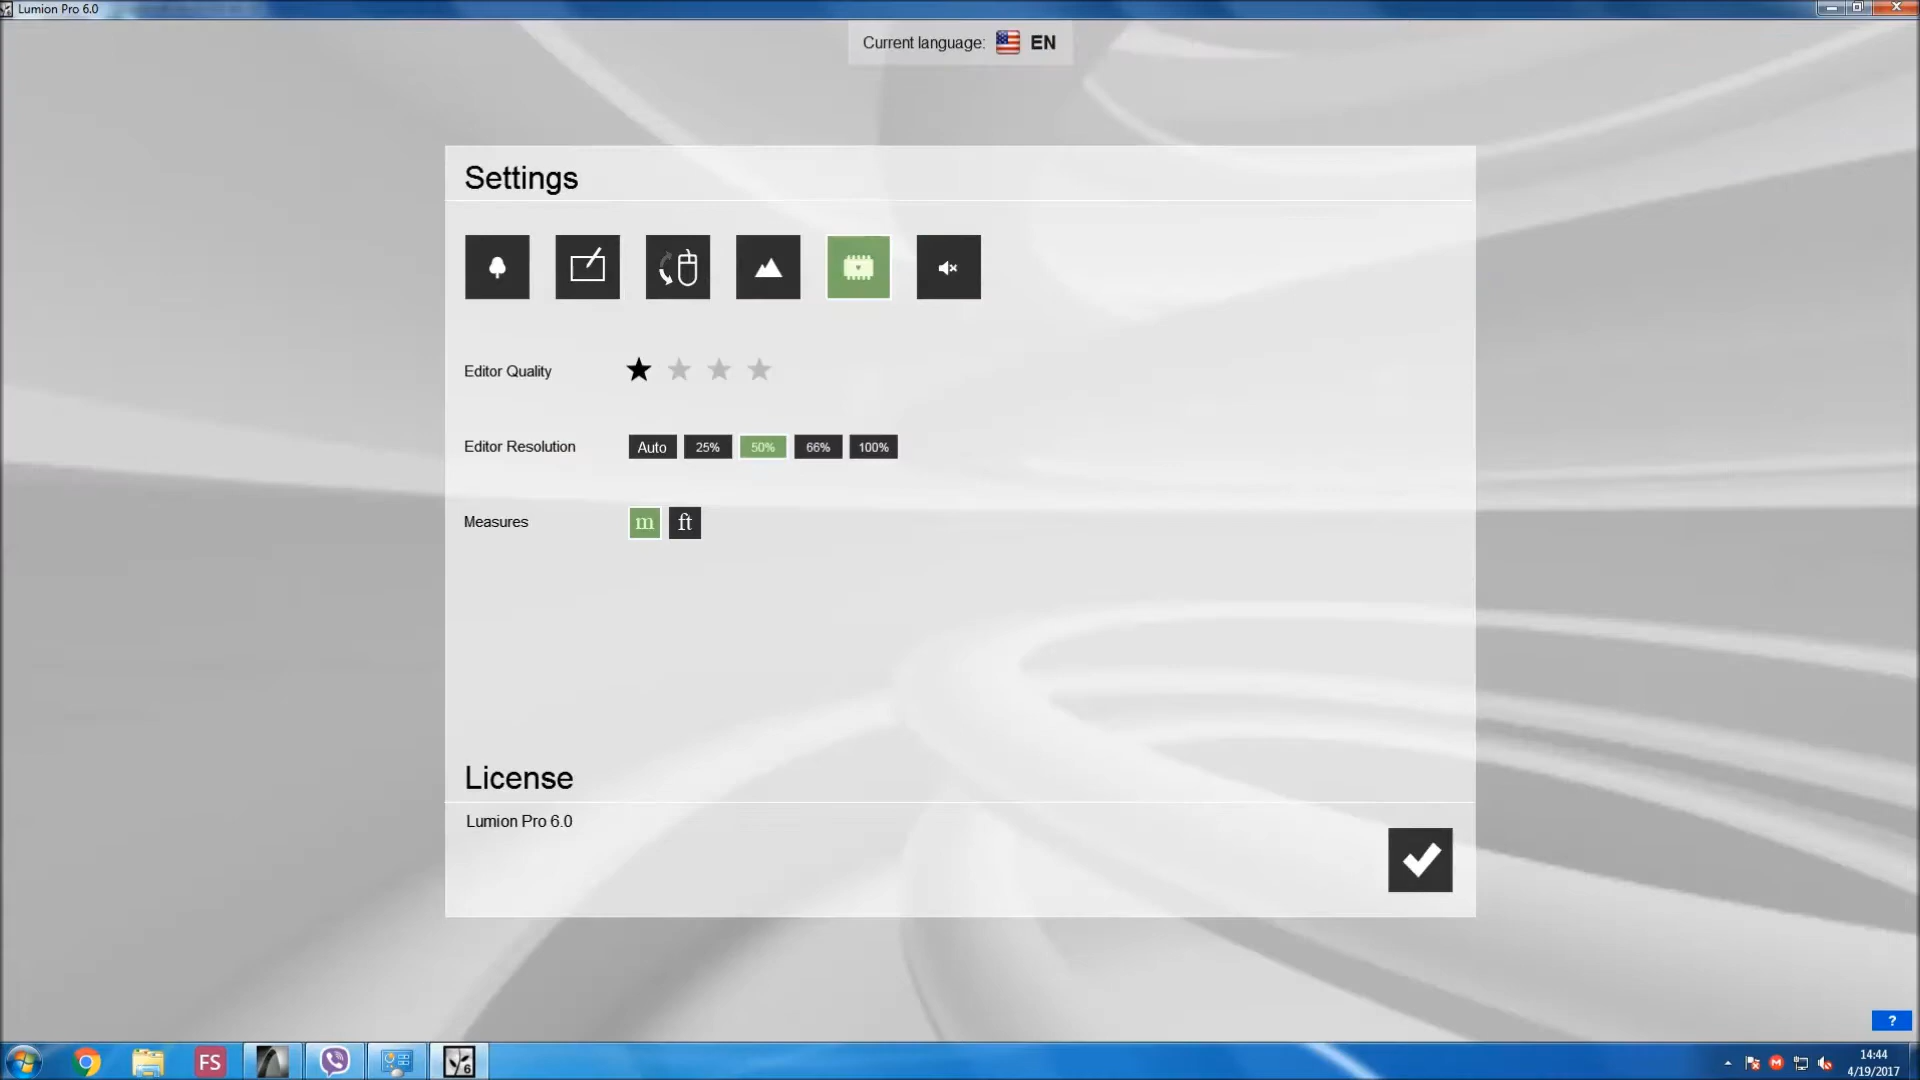 Lumion Pro 6.0
Current language: EN
Settings
Editor Quality
Editor Resolution Auto 25% 50% 66% 100%
Measures m ft
License
Lumion Pro 6.0
?
FS
6
14:44
4/19/2017